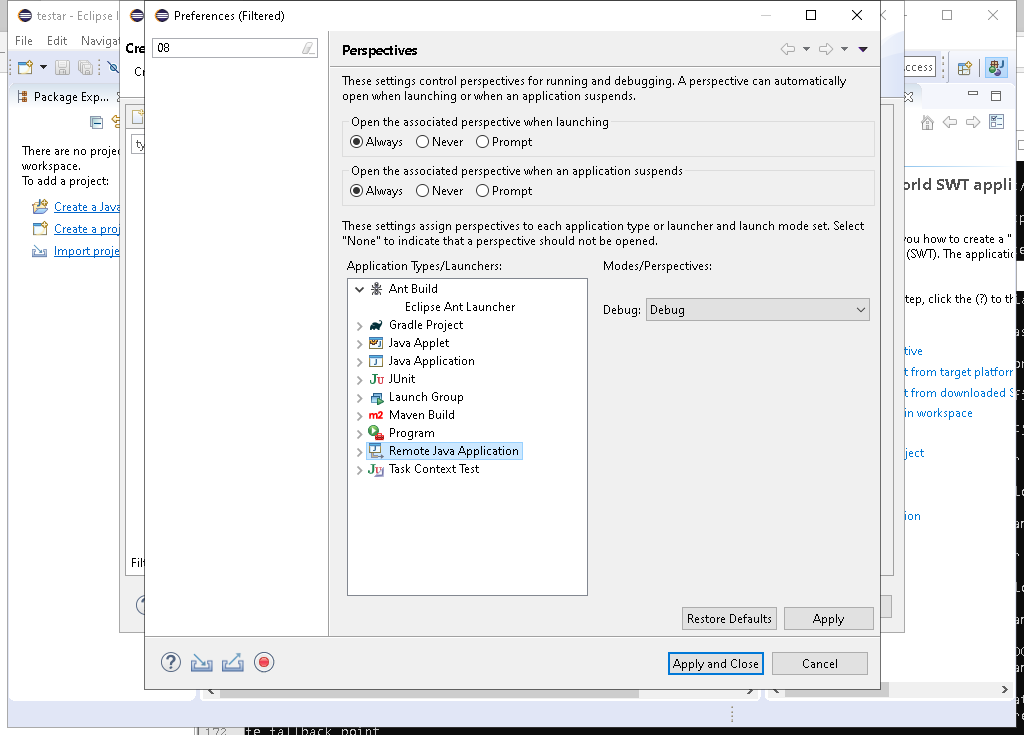 testar - Eclipse I
Preferences (Filtered)
File Edit Navigat
08
Perspectives
Cre
Cr
These settings control perspectives for running and debugging. A perspective can automatically
open when launching or when an application suspends.
ccess
Package Exp...
Open the associated perspective when launching
Always Never Prompt
There are no projec
workspace.
To add a project:
Open the associated perspective when an application suspends
Always Never Prompt
orld SWT appli
Create a Java
Create a proj
Import proje
These settings assign perspectives to each application type or launcher and launch mode set. Select
"None" to indicate that a perspective should not be opened.
you how to create a "
(SWT). The applicatio
Application Types/Launchers:
Modes/Perspectives:
Ant Build
Eclipse Ant Launcher
Debug: Debug
tep, click the (?) to th
Gradle Project
Java Applet
Java Application
JUnit
Launch Group
Maven Build
Program
Remote Java Application
Task Context Test
tive
t from target platform
t from downloaded S
in workspace
ject
ion
Filt
Restore Defaults
Apply
Apply and Close
Cancel
172
fe fallback point